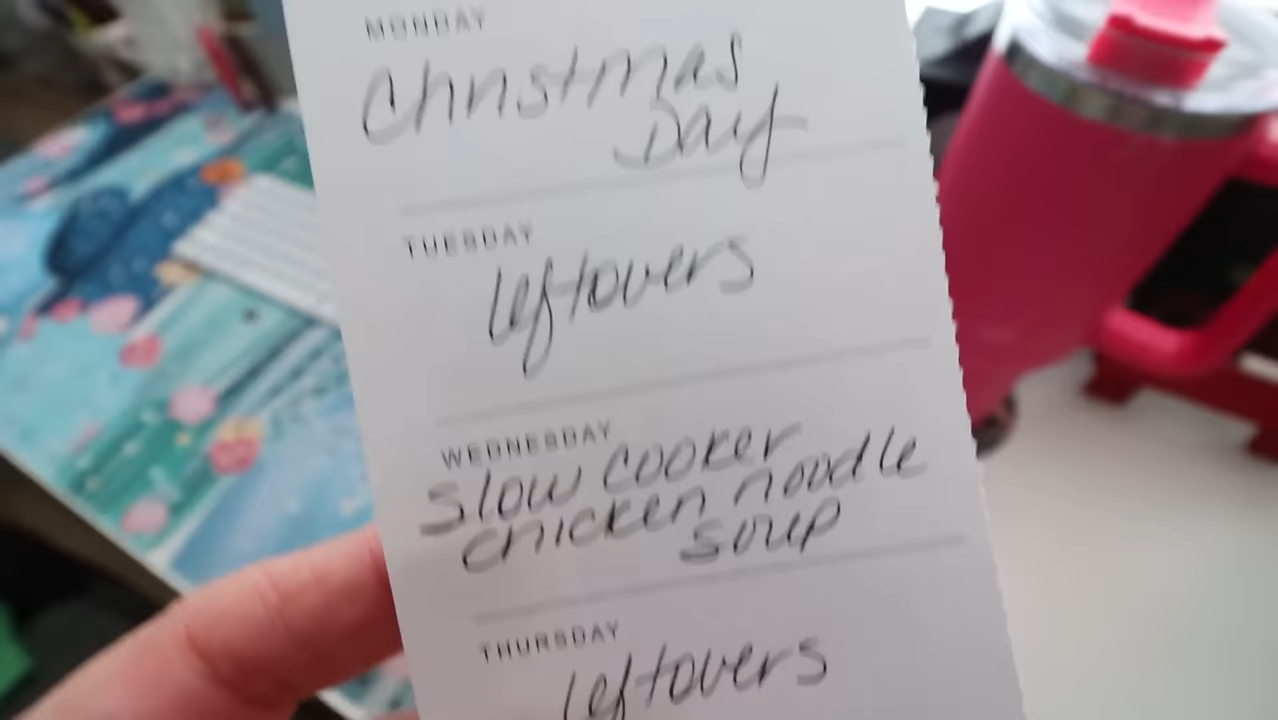 MONDAY
Christmas
Day
TUESDAY
leftovers
WEDNESDAY
slow cooker
chicken noodle
soup
THURSDAY
leftovers